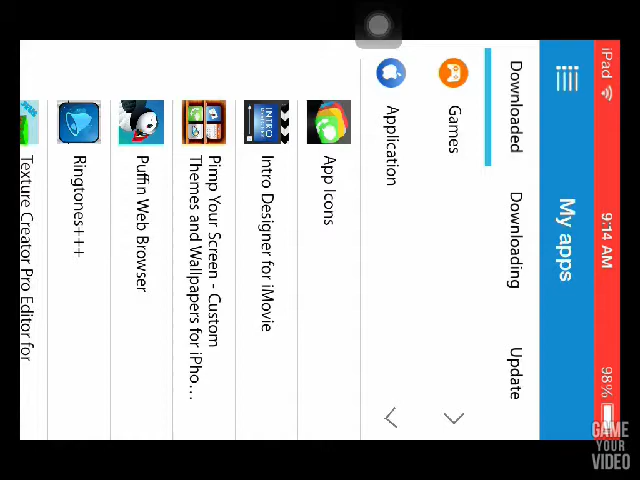 iPad
9:14 AM
98%
My apps
Downloaded
Downloading
Update
Games
Application
App Icons
INTRO
Intro Designer for iMovie
Pimp Your Screen - Custom
Themes and Wallpapers for iPho...
Puffin Web Browser
Ringtones+++
Texture Creator Pro Editor for
GAME
YOUR
VIDEO